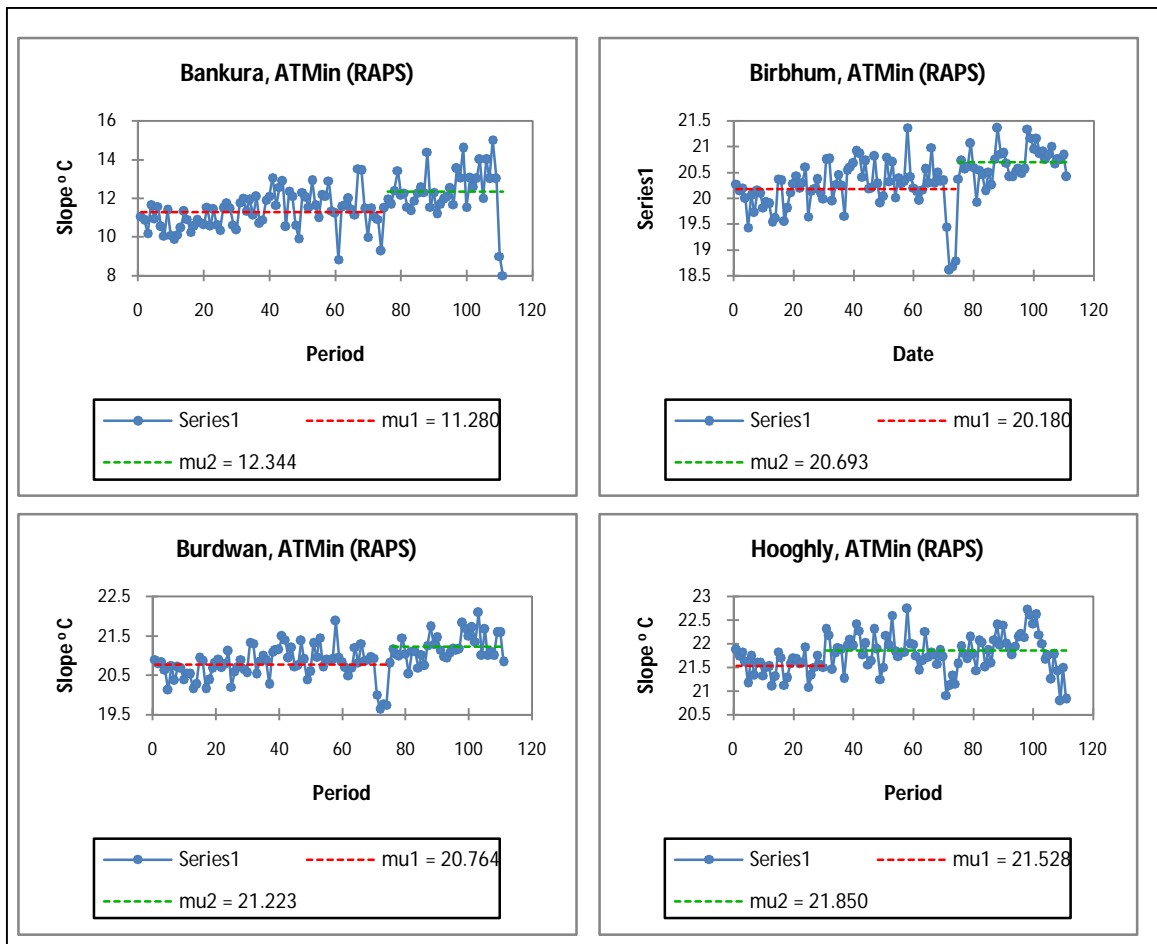 Bankura, ATMin (RAPS)
16
14
12
10
8
Slope º C
0 20 40 60 80 100 120
Period
Series1 mu1 = 11.280
mu2 = 12.344
Birbhum, ATMin (RAPS)
21.5
21
20.5
20
19.5
19
18.5
Series1
0 20 40 60 80 100 120
Date
Series1 mu1 = 20.180
mu2 = 20.693
Burdwan, ATMin (RAPS)
22.5
21.5
20.5
19.5
Slope º C
0 20 40 60 80 100 120
Period
Series1 mu1 = 20.764
mu2 = 21.223
Hooghly, ATMin (RAPS)
23
22.5
22
21.5
21
20.5
Slope º C
0 20 40 60 80 100 120
Period
Series1 mu1 = 21.528
mu2 = 21.850